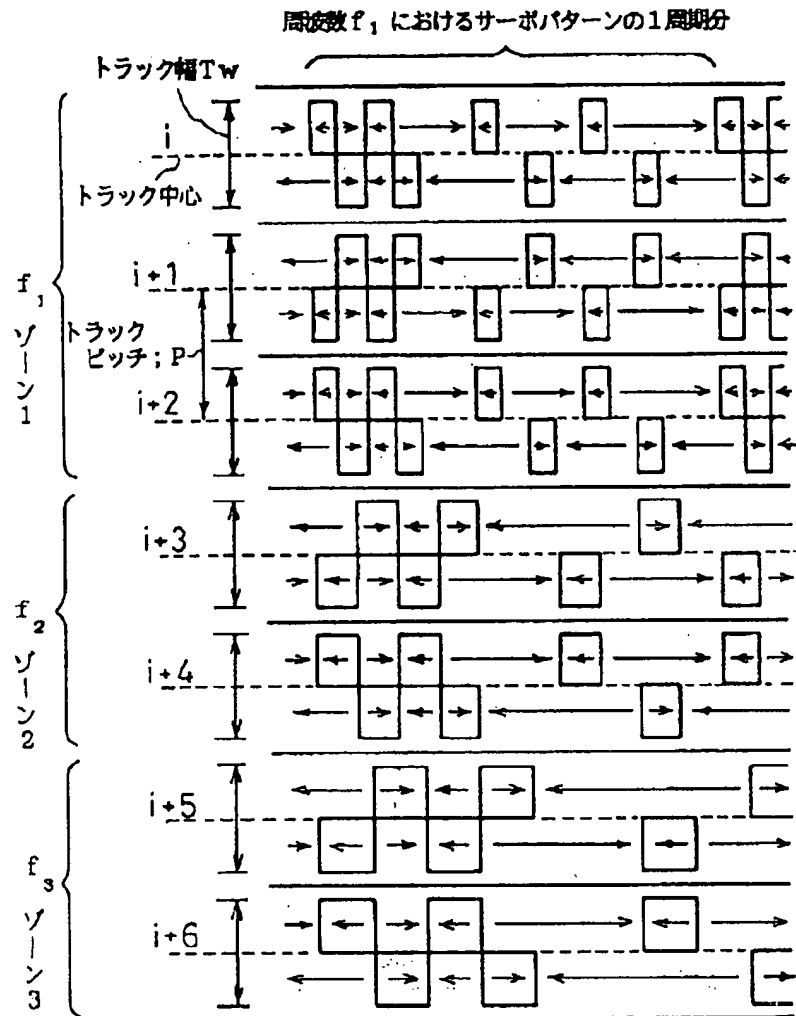 周波数f₁におけるサーボパターンの1周期分
トラック幅Tw
i
トラック中心
i+1
f₁
ゾーン1
トラック
ピッチ;P
i+2
i+3
f₂
ゾーン2
i+4
i+5
f₃
ゾーン3
i+6